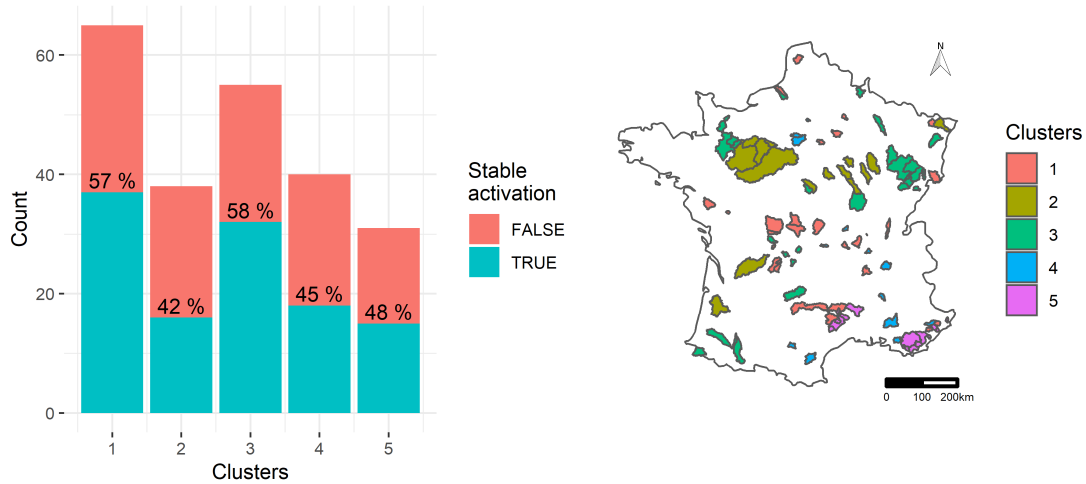 Count
60
40
20
0
57 %
42 %
58 %
45 %
48 %
1
2
3
4
5
Clusters
Stable
activation
FALSE
TRUE
N
0 100 200km
Clusters
1
2
3
4
5